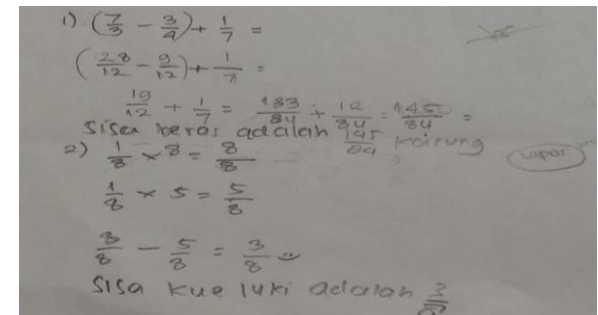 1) (7/3 - 3/4) + 1/7 =
(28/12 - 9/12) + 1/7 =
19/12 + 1/7 = 133/84 + 12/84 = 145/84 =
Sisa beras adalah 145/84 karung
2) 1/8 × 8 = 8/8
1/8 × 5 = 5/8
8/8 - 5/8 = 3/8
Sisa kue luki adalah 3/8